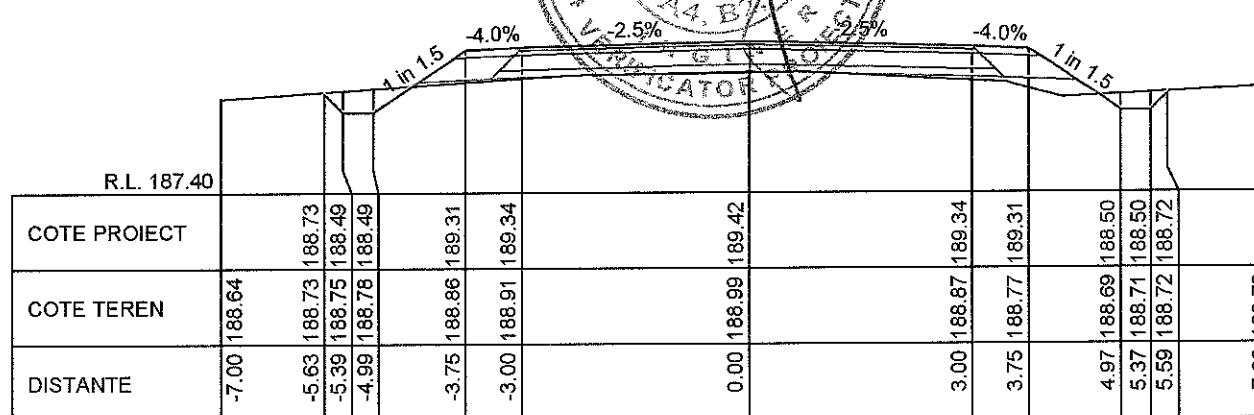 A4, B2
VERIFICATOR PROIECT
-4.0% -2.5% -2.5% -4.0%
1 in 1.5 1 in 1.5
R.L. 187.40
COTE PROIECT 188.73 188.49 188.49 189.31 189.34 189.42 189.34 189.31 188.50 188.50 188.72
COTE TEREN 188.64 188.73 188.75 188.78 188.86 188.91 188.99 188.87 188.77 188.69 188.71 188.72
DISTANTE -7.00 -5.63 -5.39 -4.99 -3.75 -3.00 0.00 3.00 3.75 4.97 5.37 5.59